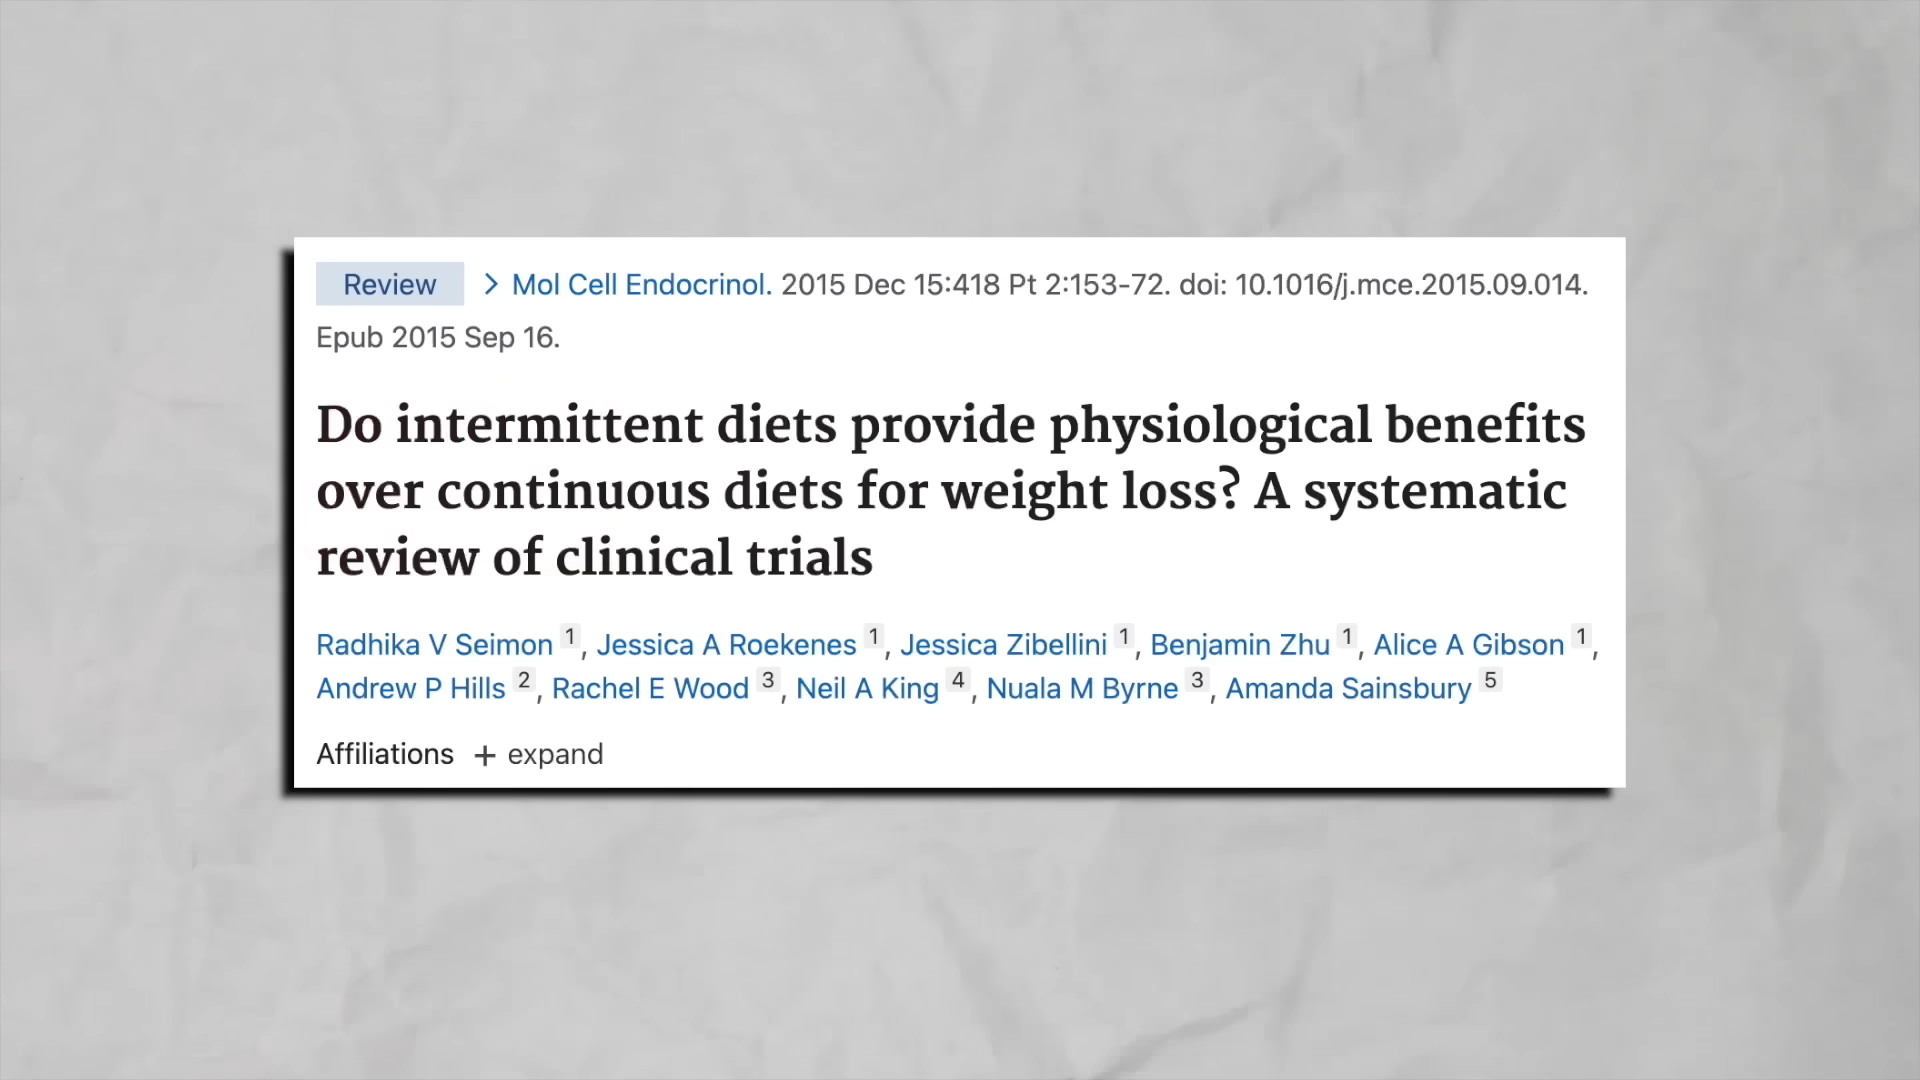 Review > Mol Cell Endocrinol. 2015 Dec 15:418 Pt 2:153-72. doi: 10.1016/j.mce.2015.09.014.
Epub 2015 Sep 16.
Do intermittent diets provide physiological benefits
over continuous diets for weight loss? A systematic
review of clinical trials
Radhika V Seimon 1, Jessica A Roekenes 1, Jessica Zibellini 1, Benjamin Zhu 1, Alice A Gibson 1,
Andrew P Hills 2, Rachel E Wood 3, Neil A King 4, Nuala M Byrne 3, Amanda Sainsbury 5
Affiliations + expand